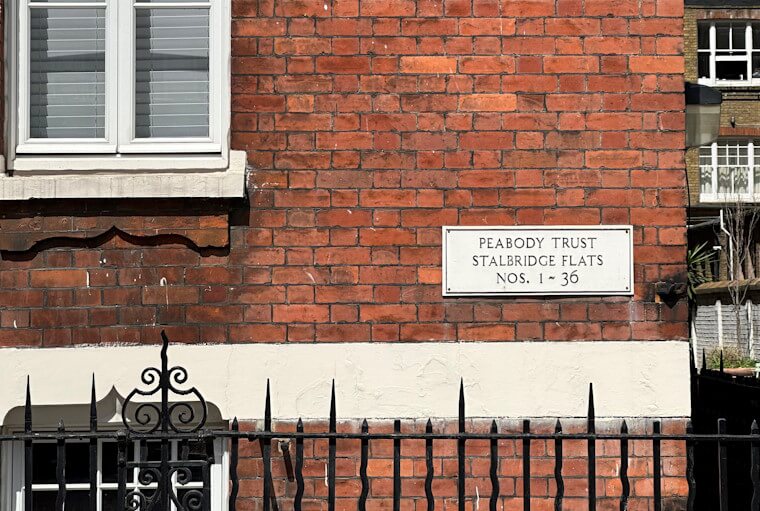 PEABODY TRUST
STALBRIDGE FLATS
NOS. 1 ~ 36